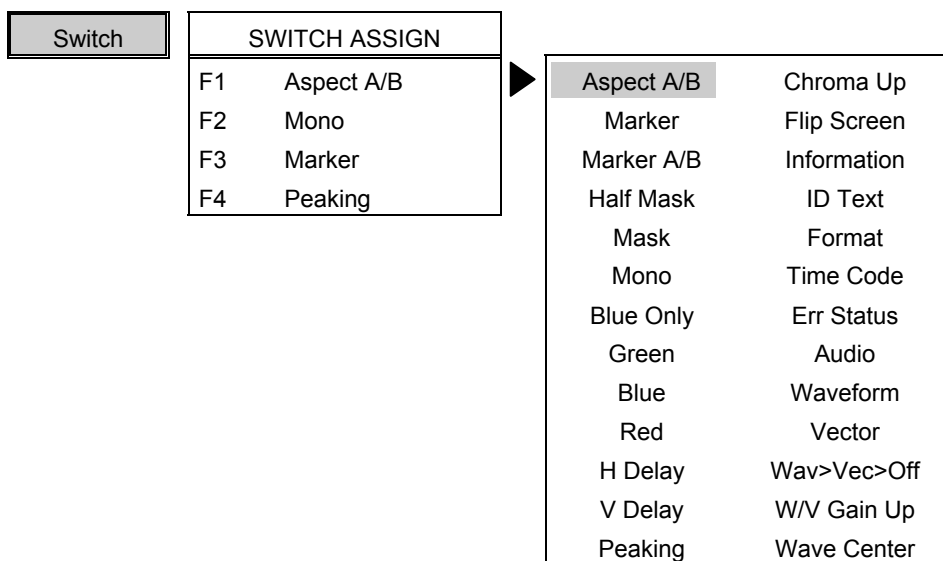 Switch
SWITCH ASSIGN
F1 Aspect A/B
F2 Mono
F3 Marker
F4 Peaking
Aspect A/B Chroma Up
Marker Flip Screen
Marker A/B Information
Half Mask ID Text
Mask Format
Mono Time Code
Blue Only Err Status
Green Audio
Blue Waveform
Red Vector
H Delay Wav>Vec>Off
V Delay W/V Gain Up
Peaking Wave Center